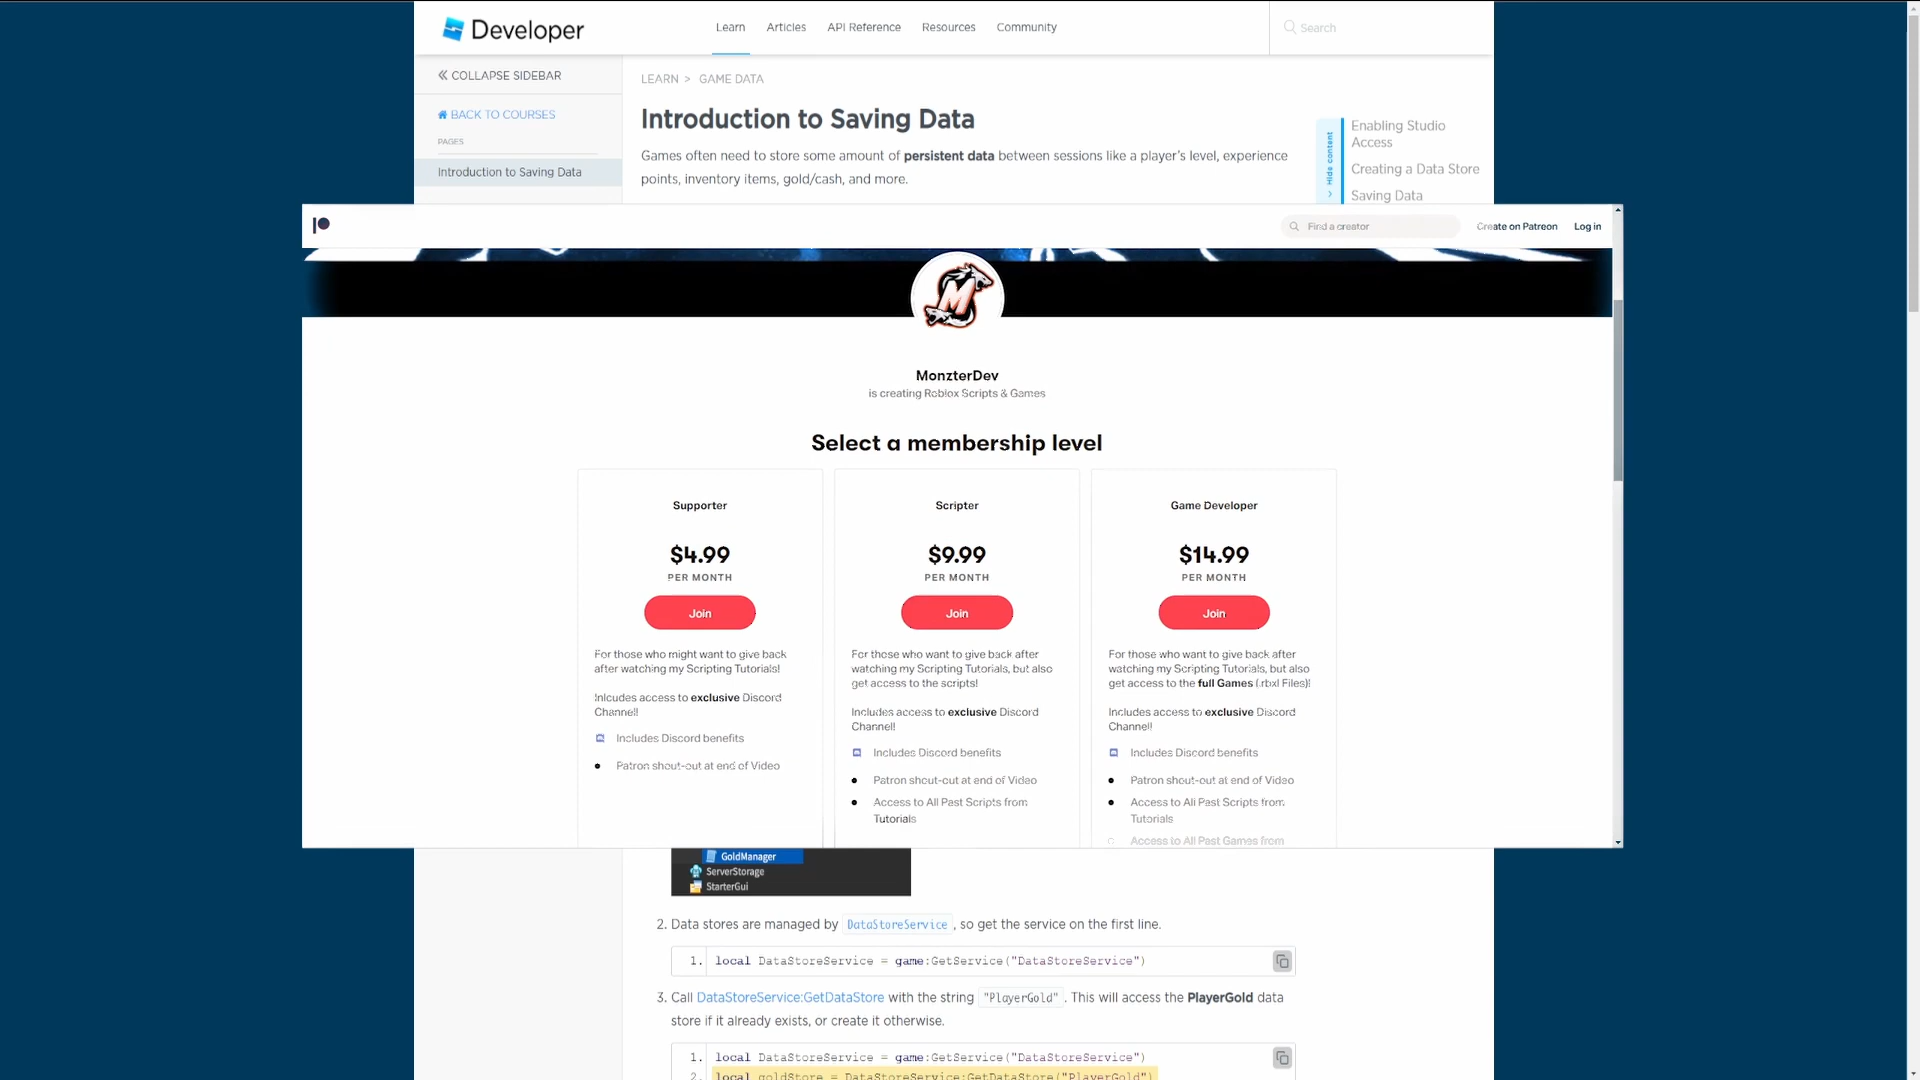 Developer
Learn
Articles
API Reference
Resources
Community
Search
COLLAPSE SIDEBAR
BACK TO COURSES
PAGES
Introduction to Saving Data
LEARN > GAME DATA
Introduction to Saving Data
Games often need to store some amount of persistent data between sessions like a player's level, experience
points, inventory items, gold/cash, and more.
Hide content
Enabling Studio
Access
Creating a Data Store
Saving Data
Find a creator
Create on Patreon
Log in
M
MonzterDev
is creating Roblox Scripts & Games
Select a membership level
Supporter
$4.99
PER MONTH
Join
For those who might want to give back
after watching my Scripting Tutorials!
Inlcudes access to exclusive Discord
Channel!
Includes Discord benefits
Patron shout-out at end of Video
Scripter
$9.99
PER MONTH
Join
For those who want to give back after
watching my Scripting Tutorials, but also
get access to the scripts!
Includes access to exclusive Discord
Channel!
Includes Discord benefits
Patron shout-out at end of Video
Access to All Past Scripts from
Tutorials
Game Developer
$14.99
PER MONTH
Join
For those who want to give back after
watching my Scripting Tutorials, but also
get access to the full Games (.rbxl Files)!
Includes access to exclusive Discord
Channel!
Includes Discord benefits
Patron shout-out at end of Video
Access to All Past Scripts from
Tutorials
Access to All Past Games from
GoldManager
ServerStorage
StarterGui
2. Data stores are managed by DataStoreService , so get the service on the first line.
1. local DataStoreService = game:GetService("DataStoreService")
3. Call DataStoreService:GetDataStore with the string "PlayerGold" . This will access the PlayerGold data
store if it already exists, or create it otherwise.
1. local DataStoreService = game:GetService("DataStoreService")
2. local goldStore = DataStoreService:GetDataStore("PlayerGold")